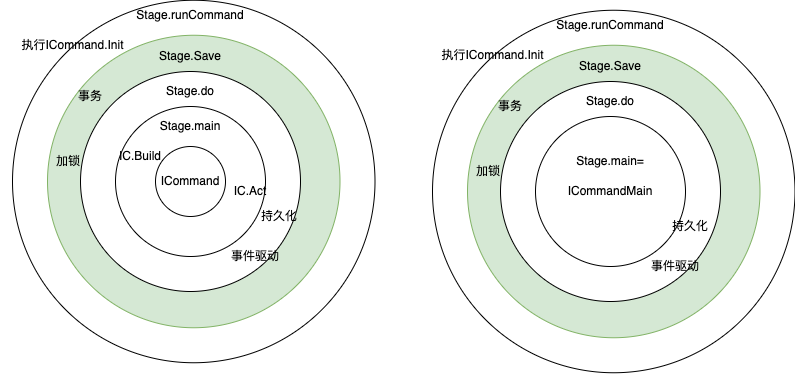 Stage.runCommand
执行ICommand.Init
Stage.Save
事务
Stage.do
Stage.main
加锁
IC.Build
ICommand
IC.Act
持久化
事件驱动
Stage.runCommand
执行ICommand.Init
Stage.Save
事务
Stage.do
加锁
Stage.main=
ICommandMain
持久化
事件驱动